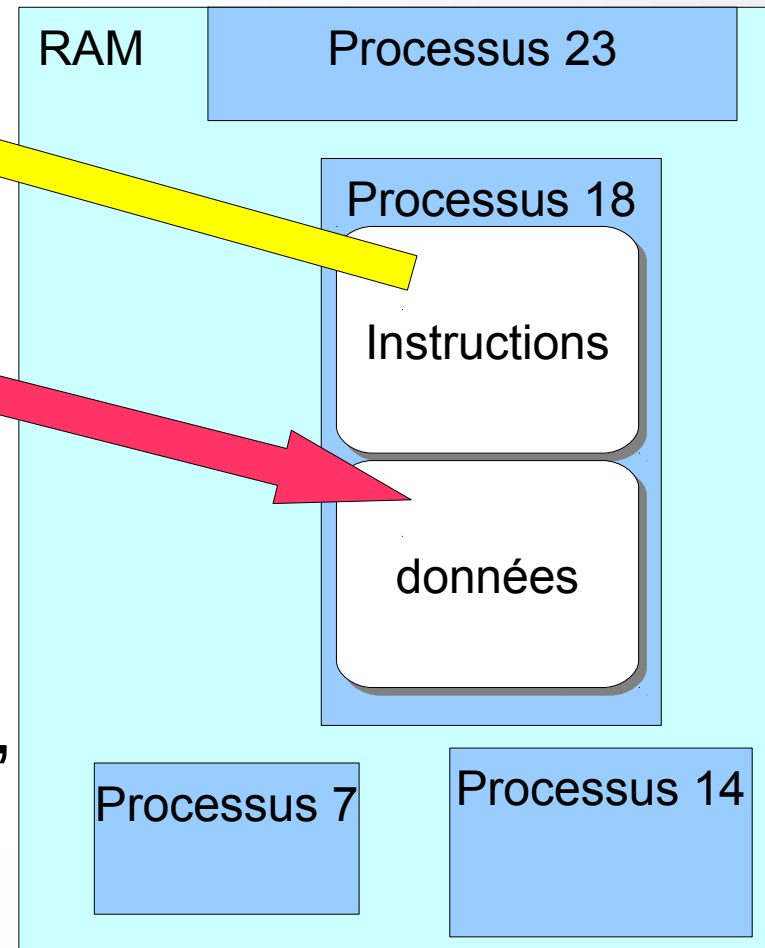 RAM
Processus 23
Processus 18
Instructions
données
,
Processus 7
Processus 14